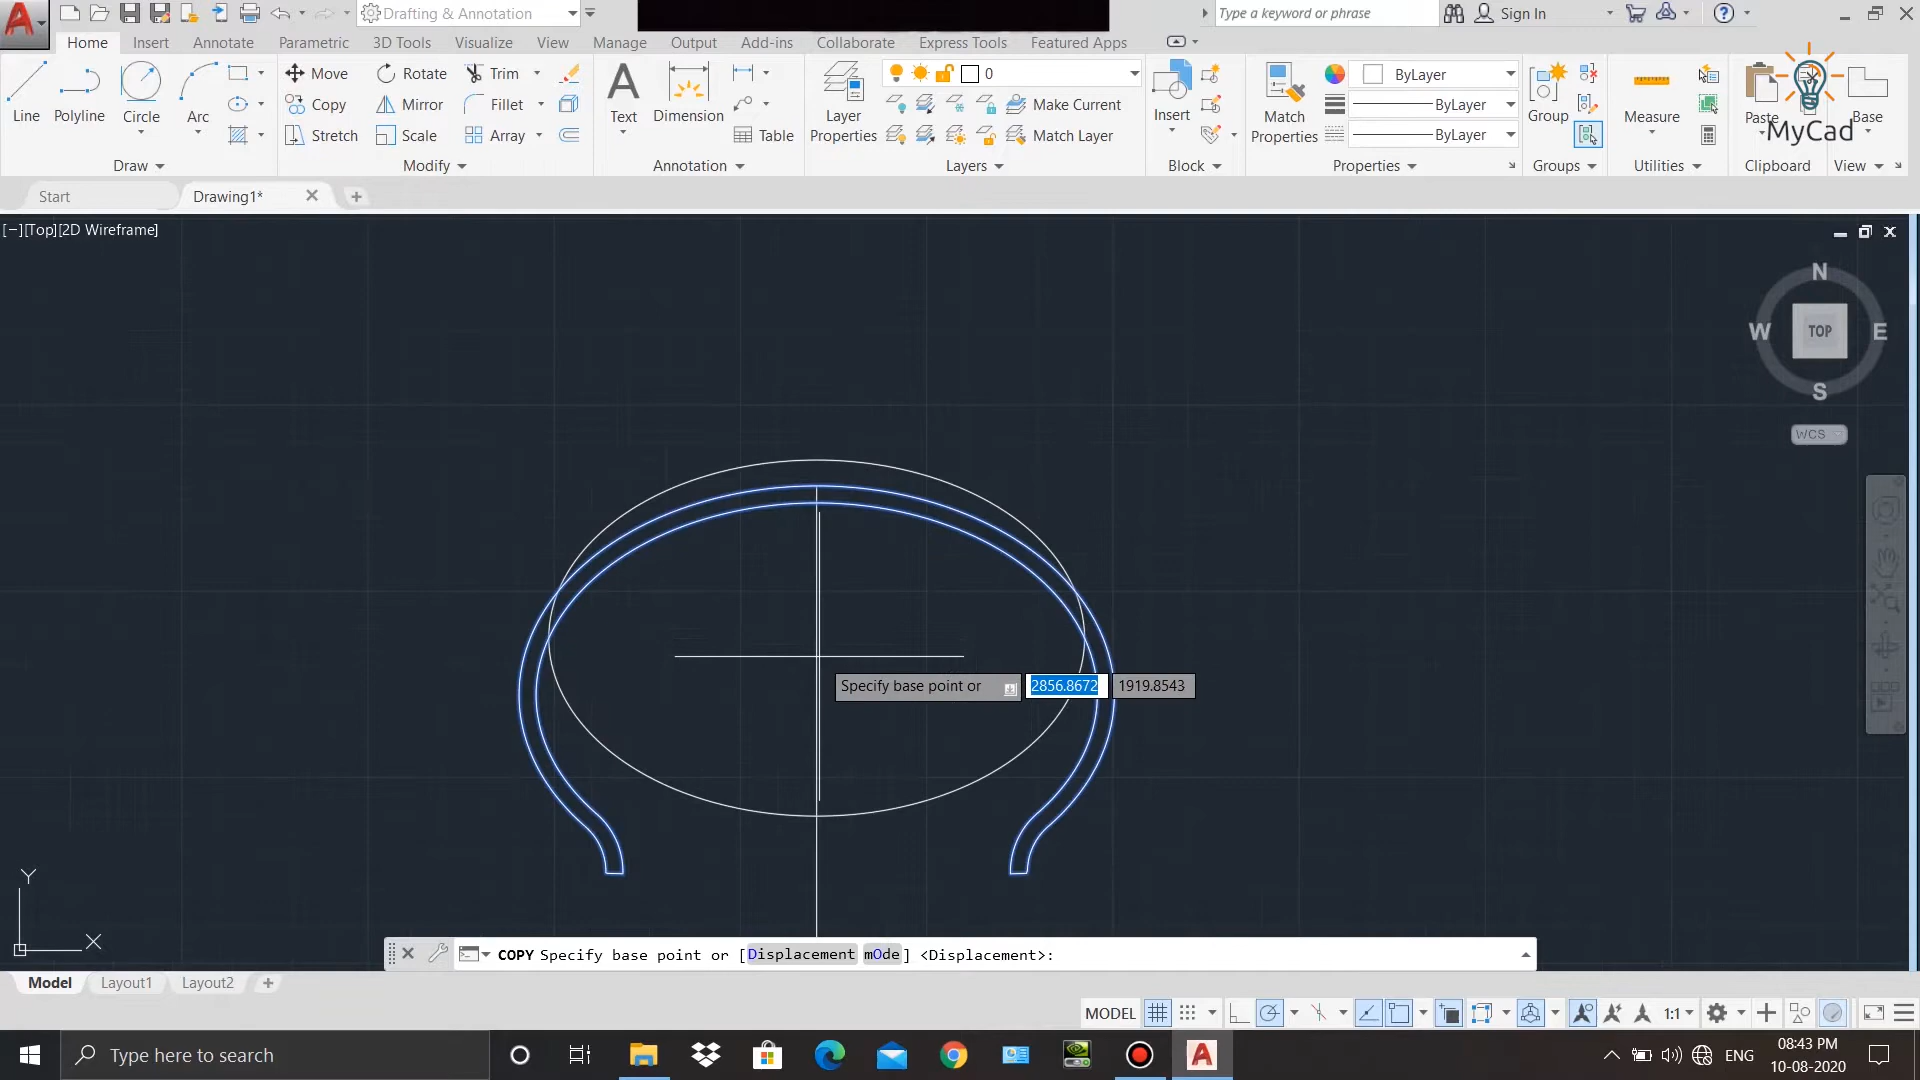 Drafting & Annotation
Type a keyword or phrase
Sign In
Home
Insert
Annotate
Parametric
3D Tools
Visualize
View
Manage
Output
Add-ins
Collaborate
Express Tools
Featured Apps
Line
Polyline
Circle
Arc
Draw
Move
Rotate
Trim
Copy
Mirror
Fillet
Stretch
Scale
Array
Modify
Text
Dimension
Table
Annotation
Layer Properties
0
Make Current
Match Layer
Layers
Insert
Block
Match Properties
ByLayer
ByLayer
ByLayer
Properties
Group
Groups
Measure
Utilities
Paste
MyCad
Clipboard
Base
View
Start
Drawing1*
[−][Top][2D Wireframe]
N
W
TOP
E
S
WCS
Specify base point or
2856.8672
1919.8543
Y
X
COPY Specify base point or [Displacement mOde] <Displacement>:
Model
Layout1
Layout2
MODEL
1:1
Type here to search
ENG
08:43 PM
10-08-2020